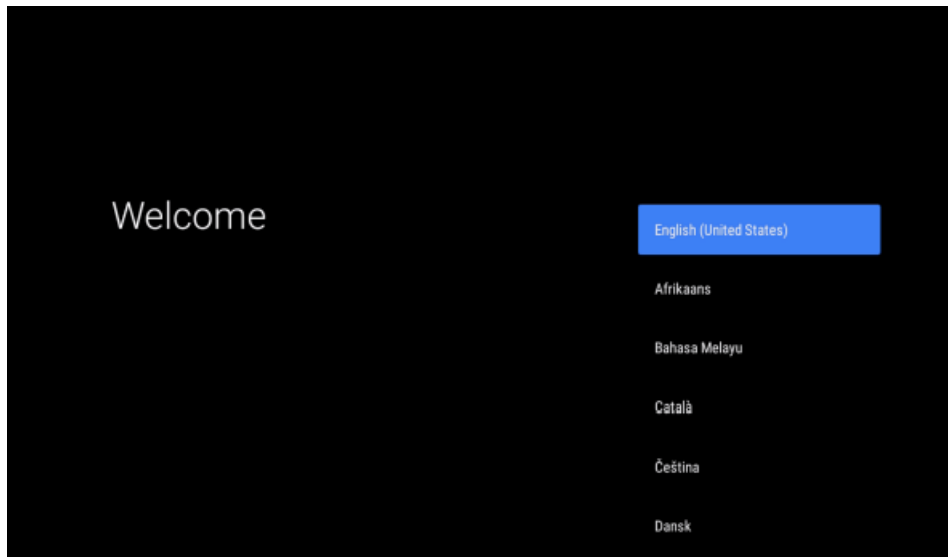 Welcome
English (United States)
Afrikaans
Bahasa Melayu
Català
Čeština
Dansk